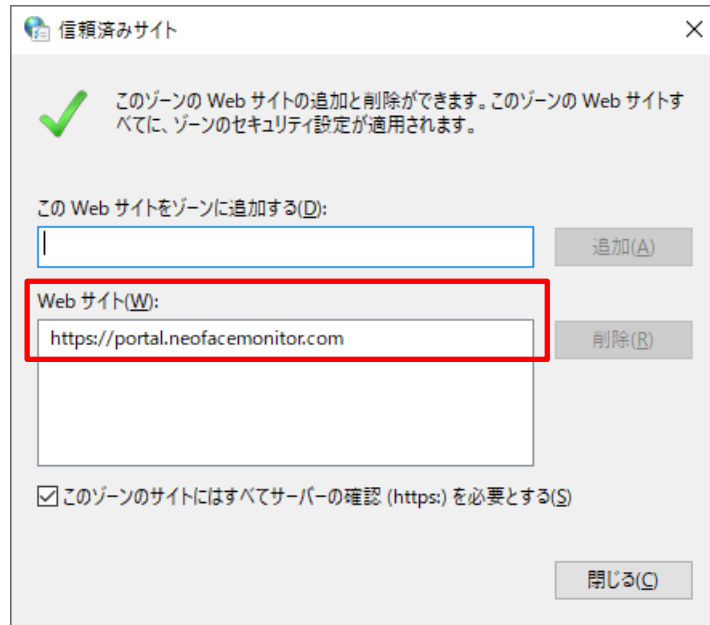 信頼済みサイト
このゾーンの Web サイトの追加と削除ができます。このゾーンの Web サイトす
べてに、ゾーンのセキュリティ設定が適用されます。
この Web サイトをゾーンに追加する(D):
追加(A)
Web サイト(W):
https://portal.neofacemonitor.com
削除(R)
このゾーンのサイトにはすべてサーバーの確認 (https:) を必要とする(S)
閉じる(C)